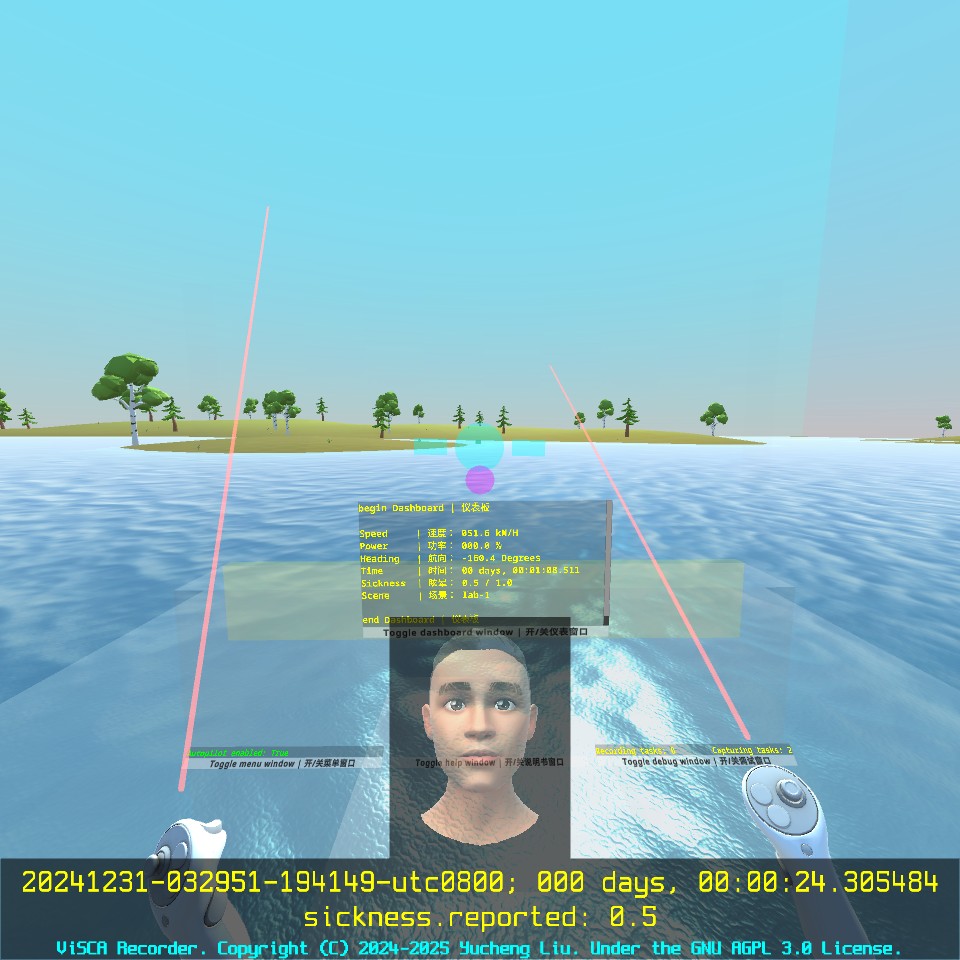 begin Dashboard | 仪表板
Speed | 速度： 051.6 kM/H
Power | 功率： 000.0 %
Heading | 航向： -160.4 Degrees
Time | 时间： 00 days, 00:01:08.511
Sickness | 眩晕： 0.5 / 1.0
Scene | 场景： lab-1
end Dashboard | 仪表板
Toggle dashboard window | 开/关仪表窗口
Autopilot enabled: True
Recording tasks: 0 Capturing tasks: 2
Toggle menu window | 开/关菜单窗口
Toggle help window | 开/关说明书窗口
Toggle debug window | 开/关调试窗口
20241231-032951-194149-utc0800; 000 days, 00:00:24.305484
sickness.reported: 0.5
ViSCA Recorder. Copyright (C) 2024-2025 Yucheng Liu. Under the GNU AGPL 3.0 License.